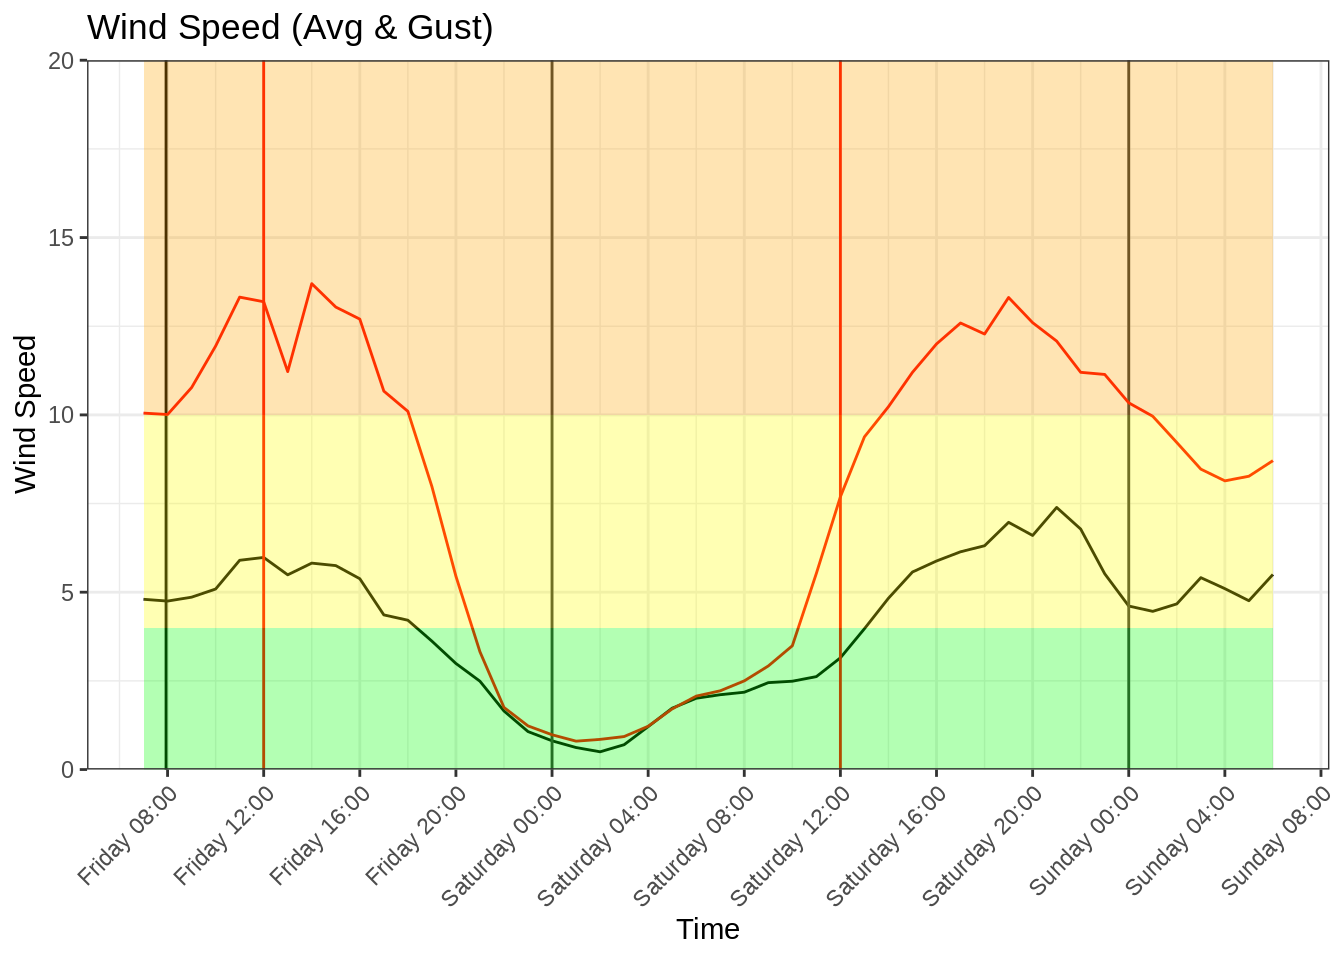 Wind Speed (Avg & Gust)
20
15
10
5
0
Wind Speed
Friday 08:00
Friday 12:00
Friday 16:00
Friday 20:00
Saturday 00:00
Saturday 04:00
Saturday 08:00
Saturday 12:00
Saturday 16:00
Saturday 20:00
Sunday 00:00
Sunday 04:00
Sunday 08:00
Time